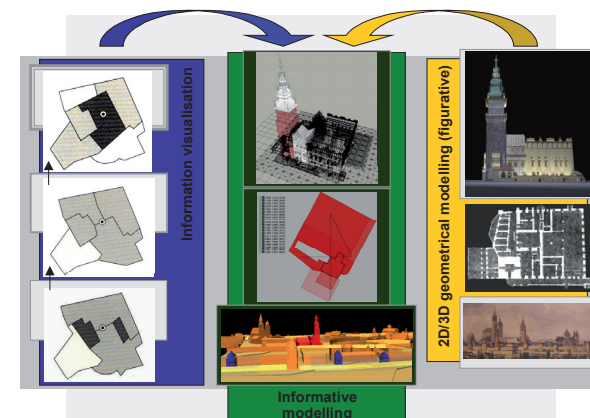 Information visualisation
2D/3D geometrical modelling (figurative)
Informative
modelling